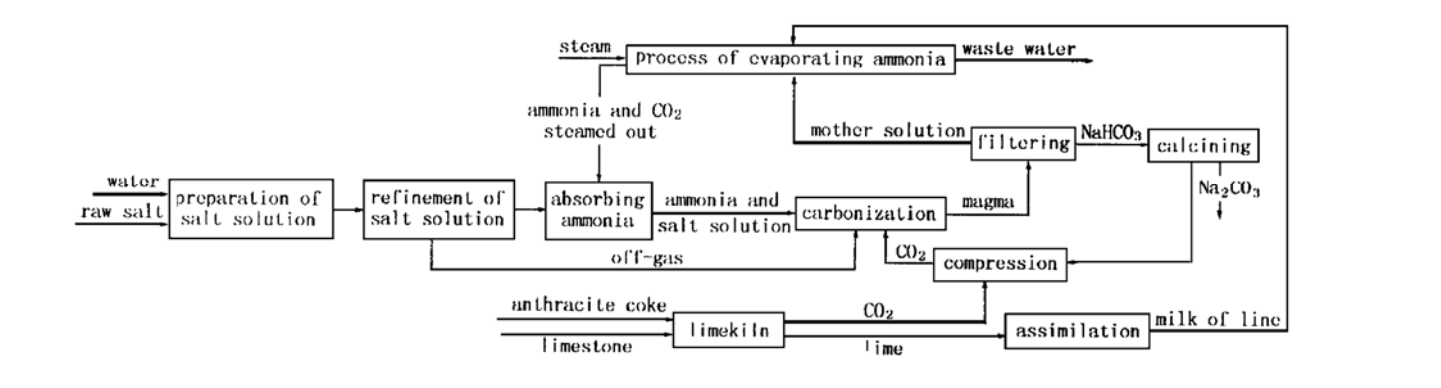 steam
process of evaporating ammonia
waste water
ammonia and CO₂
steamed out
mother solution
filtering
NaHCO₃
calcining
Na₂CO₃
water
raw salt
preparation of
salt solution
refinement of
salt solution
absorbing
ammonia
ammonia and
salt solution
carbonization
magma
off-gas
CO₂
compression
anthracite coke
limestone
limekiln
CO₂
lime
assimilation
milk of line